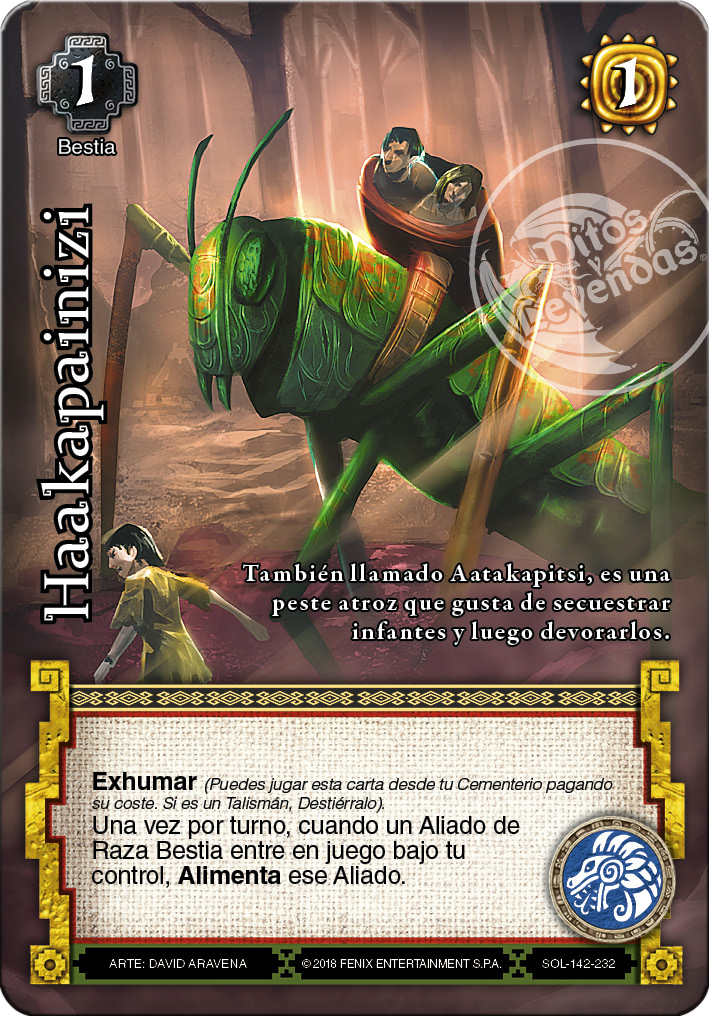 1
1
Bestia
Mitos
y
Leyendas
Haakapainizi
También llamado Aatakapitsi, es una
peste atroz que gusta de secuestrar
infantes y luego devorarlos.
Exhumar (Puedes jugar esta carta desde tu Cementerio pagando
su coste. Si es un Talismán, Destiérralo).
Una vez por turno, cuando un Aliado de
Raza Bestia entre en juego bajo tu
control, Alimenta ese Aliado.
ARTE: DAVID ARAVENA
©2018 FENIX ENTERTAINMENT S.P.A.
SOL-142-232